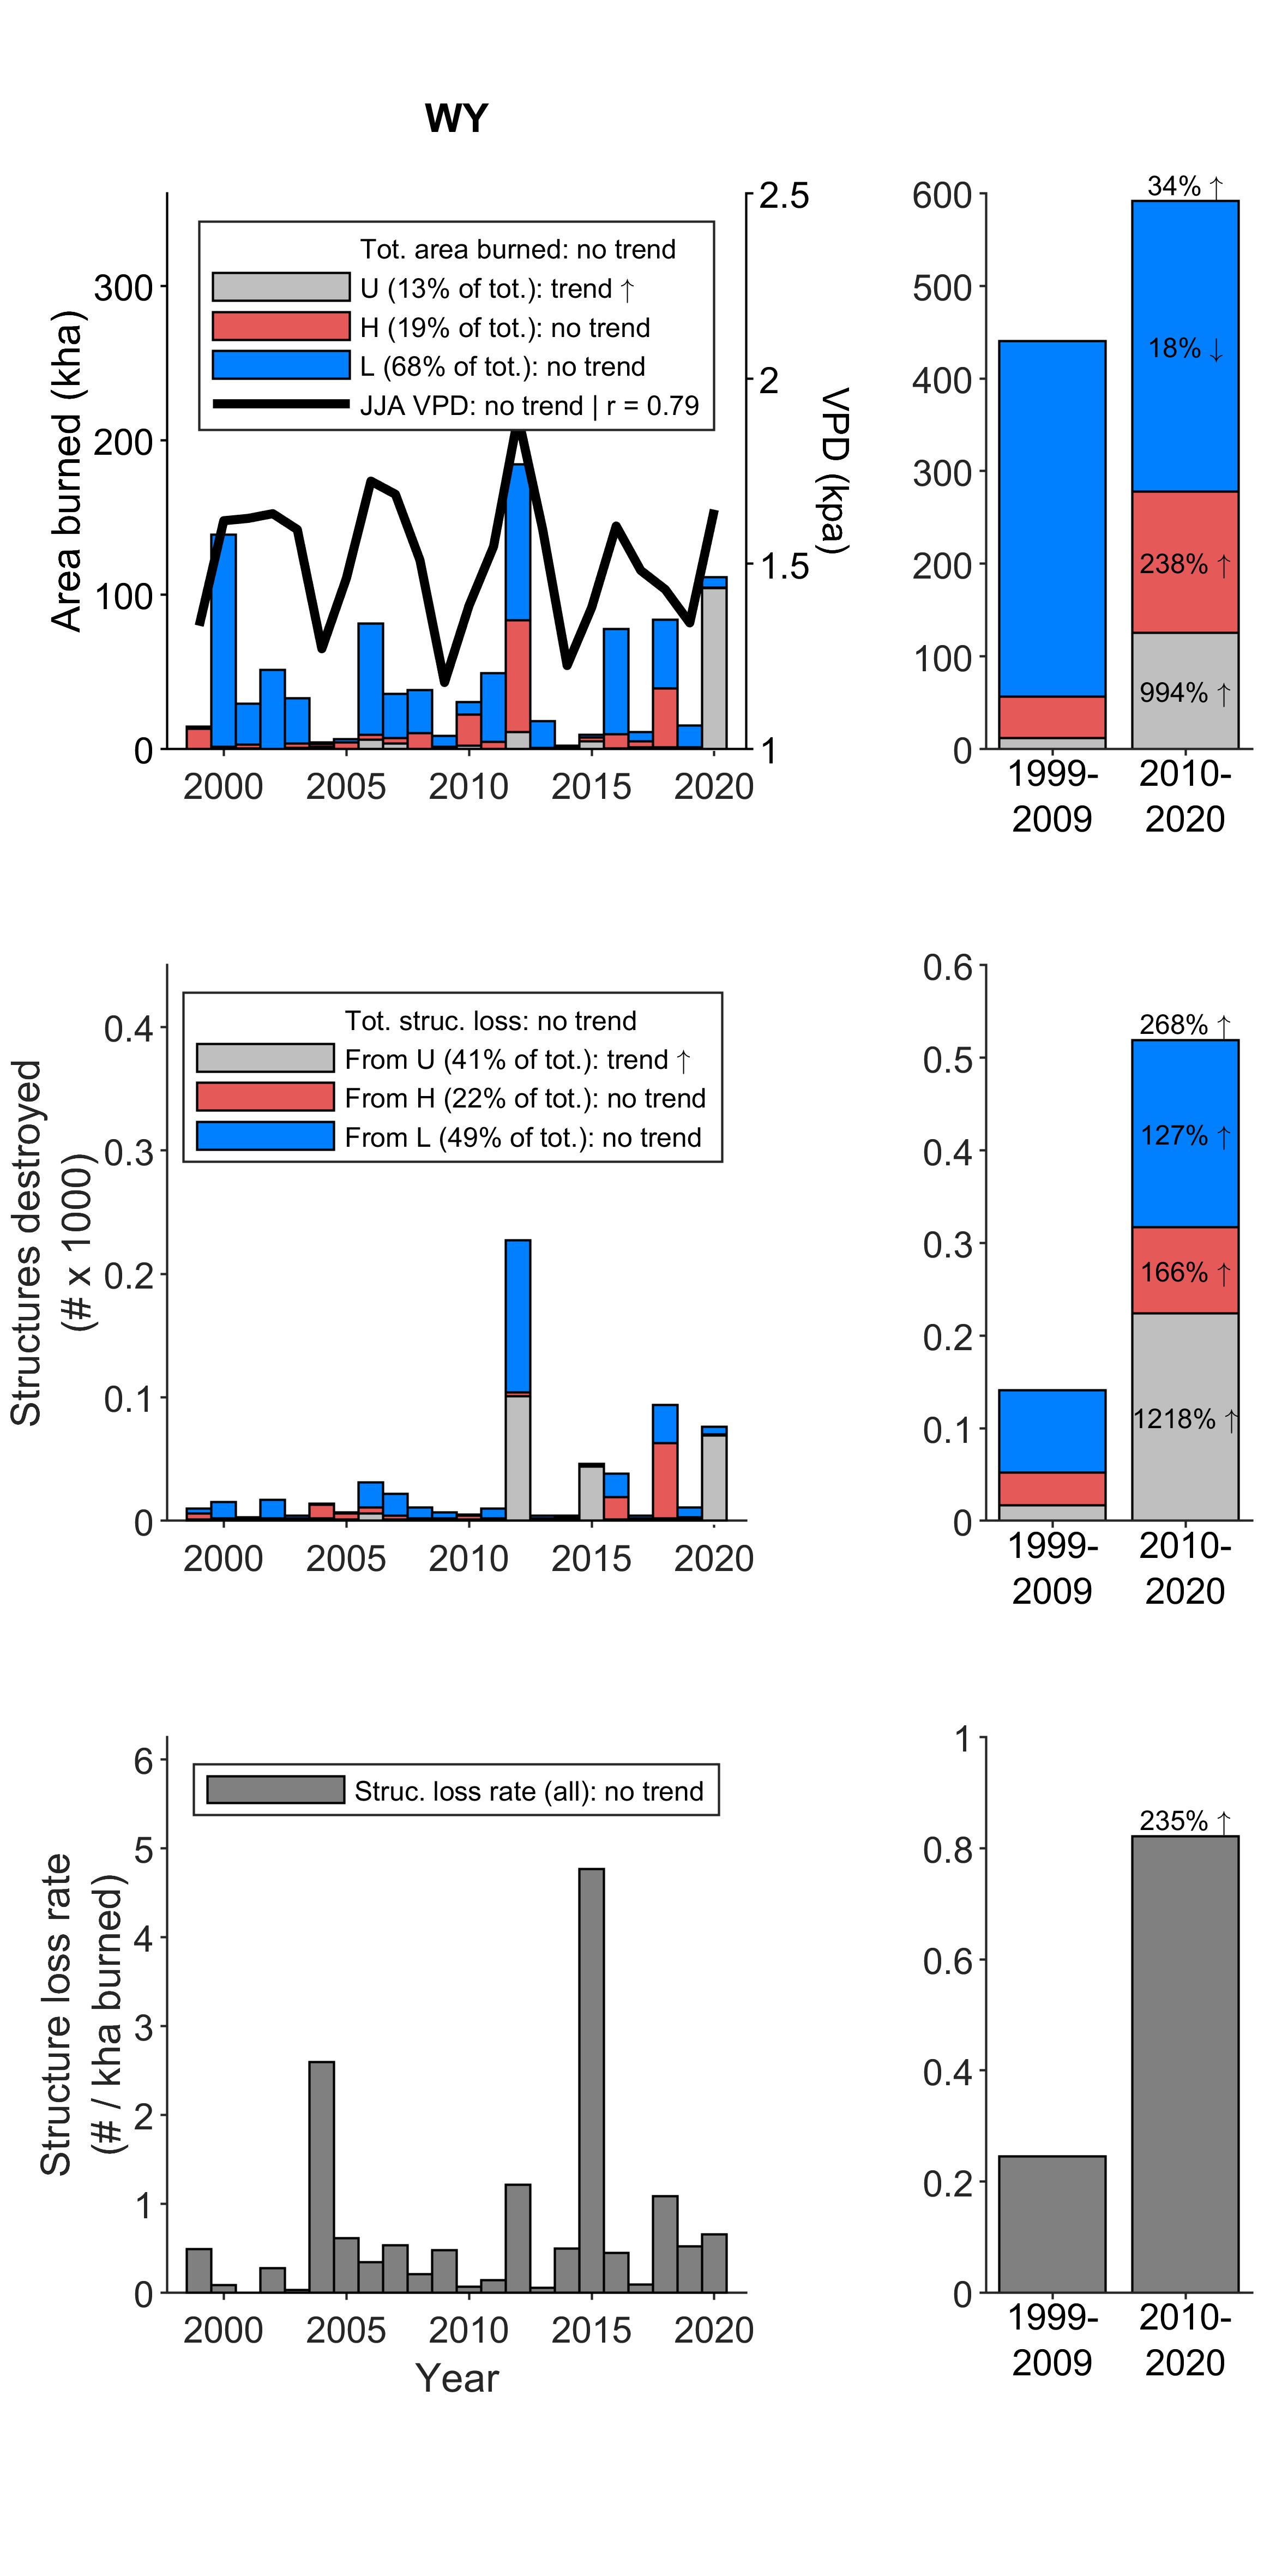 WY
Area burned (kha)
300
200
100
0
Tot. area burned: no trend
U (13% of tot.): trend ↑
H (19% of tot.): no trend
L (68% of tot.): no trend
JJA VPD: no trend | r = 0.79
2.5
2
1.5
1
VPD (kpa)
2000 2005 2010 2015 2020
600
500
400
300
200
100
0
34% ↑
18% ↓
238% ↑
994% ↑
1999-
2009
2010-
2020
Structures destroyed
(# x 1000)
0.4
0.3
0.2
0.1
0
Tot. struc. loss: no trend
From U (41% of tot.): trend ↑
From H (22% of tot.): no trend
From L (49% of tot.): no trend
2000 2005 2010 2015 2020
0.6
0.5
0.4
0.3
0.2
0.1
0
268% ↑
127% ↑
166% ↑
1218% ↑
1999-
2009
2010-
2020
Structure loss rate
(# / kha burned)
6
5
4
3
2
1
0
Struc. loss rate (all): no trend
2000 2005 2010 2015 2020
Year
1
0.8
0.6
0.4
0.2
0
235% ↑
1999-
2009
2010-
2020